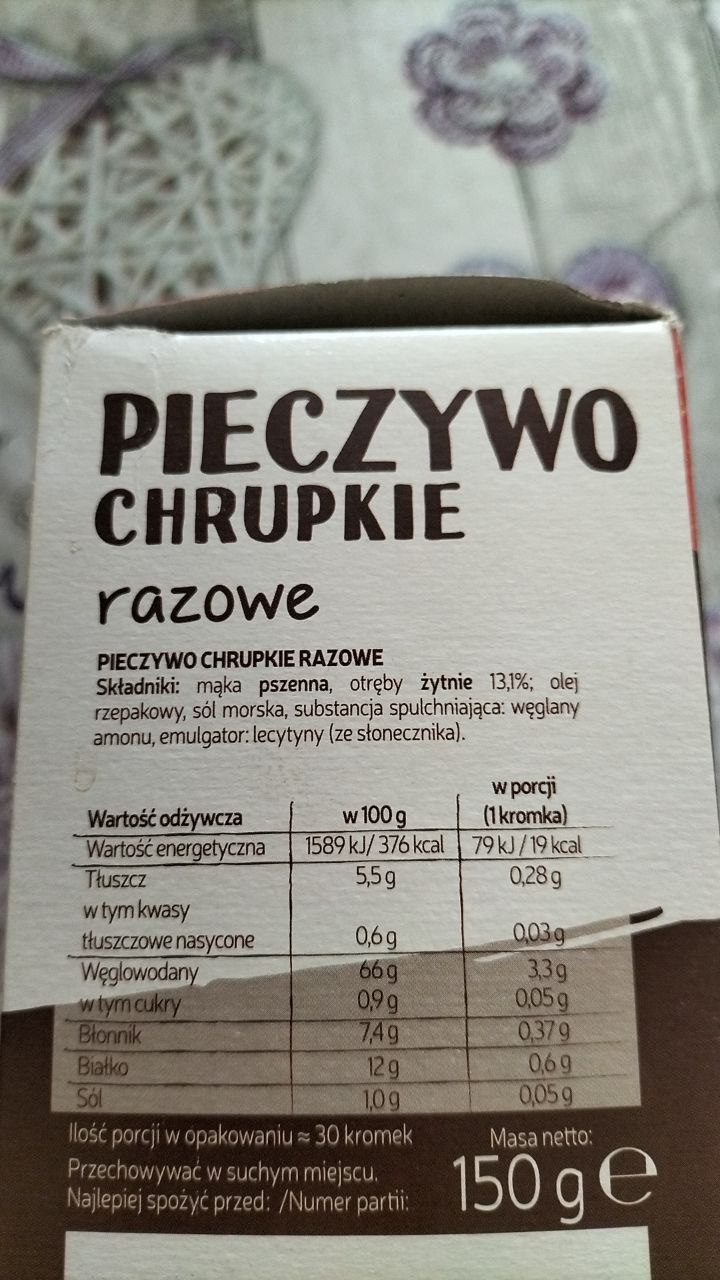 PIECZYWO
CHRUPKIE
razowe
PIECZYWO CHRUPKIE RAZOWE
Składniki: mąka pszenna, otręby żytnie 13,1%; olej
rzepakowy, sól morska, substancja spulchniająca: węglany
amonu, emulgator: lecytyny (ze słonecznika).
Wartość odżywcza w 100 g w porcji (1 kromka)
Wartość energetyczna 1589 kJ/ 376 kcal 79 kJ / 19 kcal
Tłuszcz 5,5 g 0,28 g
w tym kwasy
tłuszczowe nasycone 0,6 g 0,03 g
Węglowodany 66 g 3,3 g
w tym cukry 0,9 g 0,05 g
Błonnik 7,4 g 0,37 g
Białko 12 g 0,6 g
Sól 1,0 g 0,05 g
Ilość porcji w opakowaniu ≈ 30 kromek
Przechowywać w suchym miejscu.
Najlepiej spożyć przed: /Numer partii:
Masa netto:
150 g e